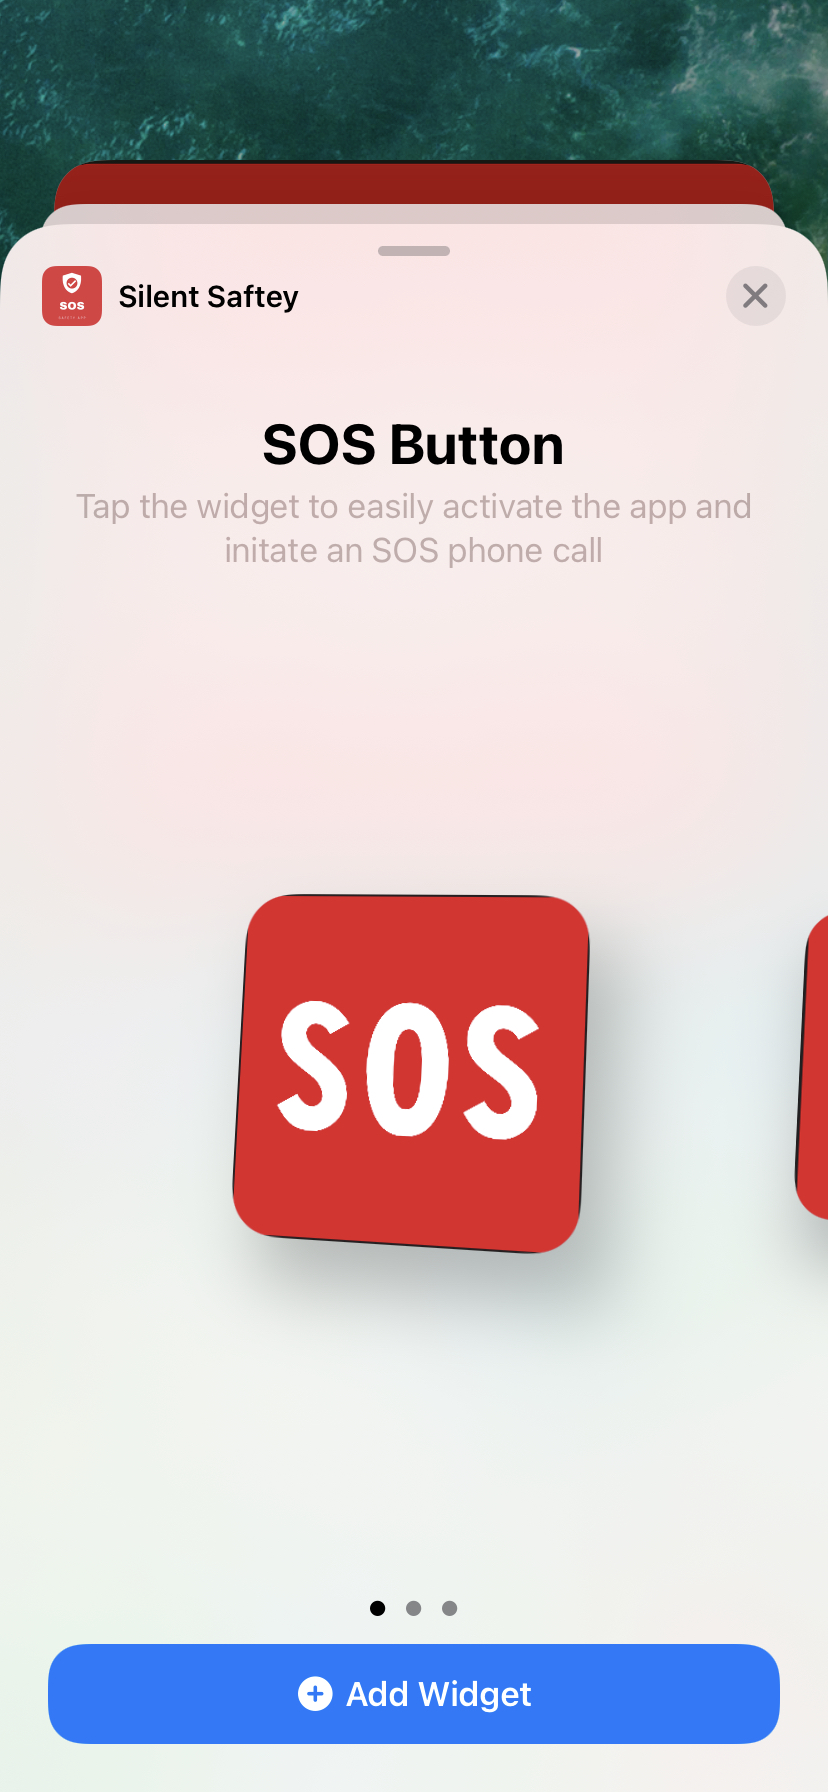 SOS
Silent Saftey
SOS Button
Tap the widget to easily activate the app and
initate an SOS phone call
SOS
Add Widget